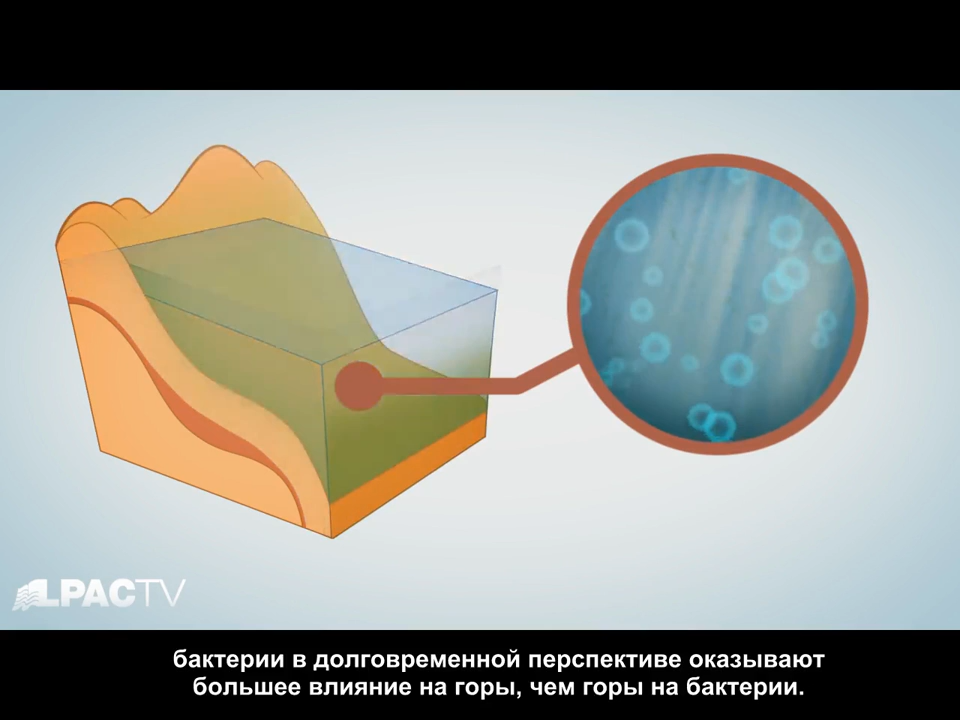 LPACTV
бактерии в долговременной перспективе оказывают
большее влияние на горы, чем горы на бактерии.